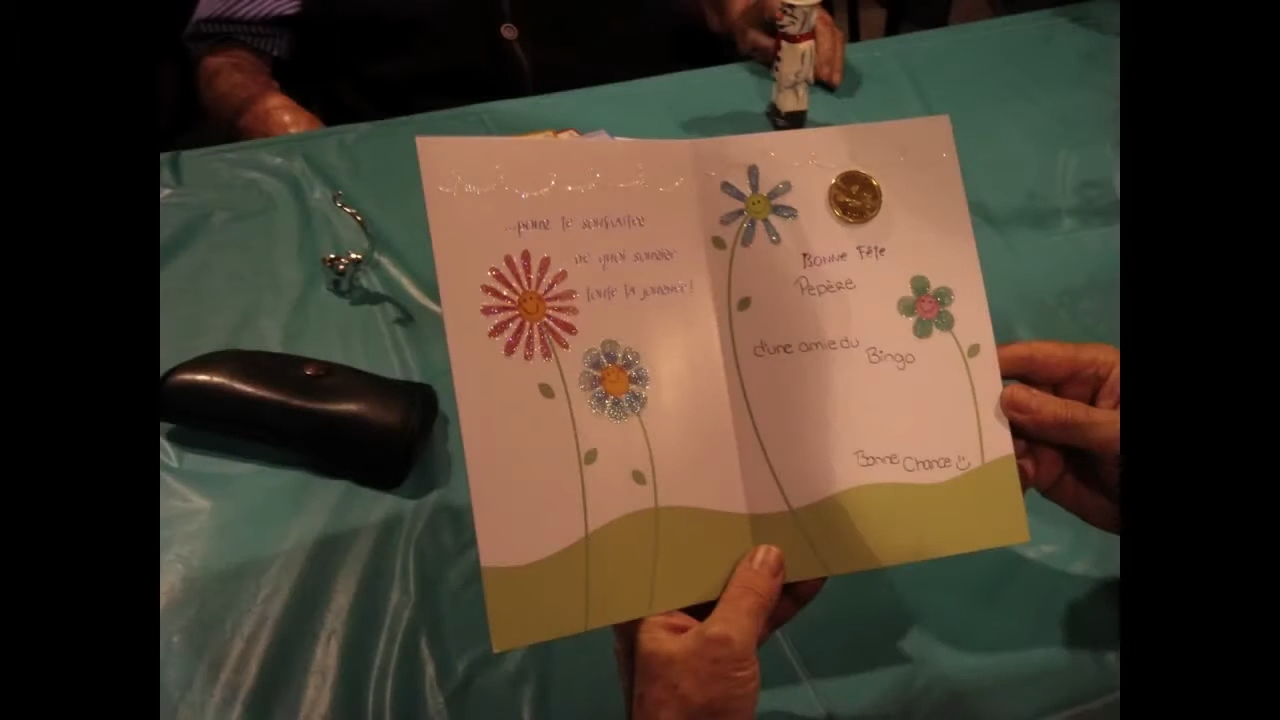 ...pour te souhaiter
de quoi sourire
toute la journée!
Bonne Fête
Pepère
d'une amie du
Bingo
Bonne Chance